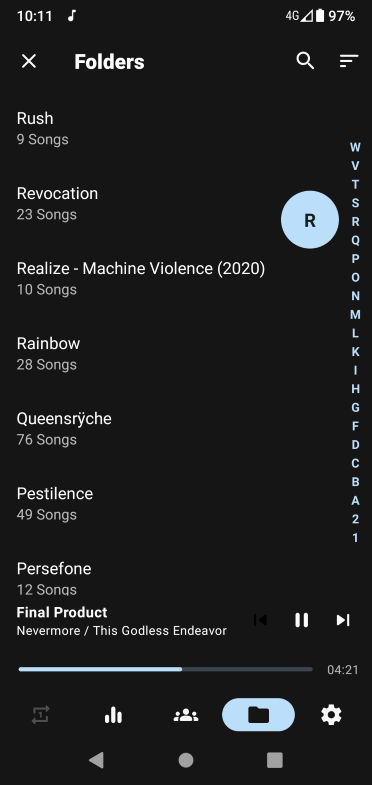 10:11 4G 97%
Folders
Rush
9 Songs
Revocation
23 Songs
R
Realize - Machine Violence (2020)
10 Songs
Rainbow
28 Songs
Queensrÿche
76 Songs
Pestilence
49 Songs
Persefone
12 Songs
W
V
T
S
R
Q
P
O
N
M
L
K
I
H
G
F
D
C
B
A
2
1
Final Product
Nevermore / This Godless Endeavor
04:21
1